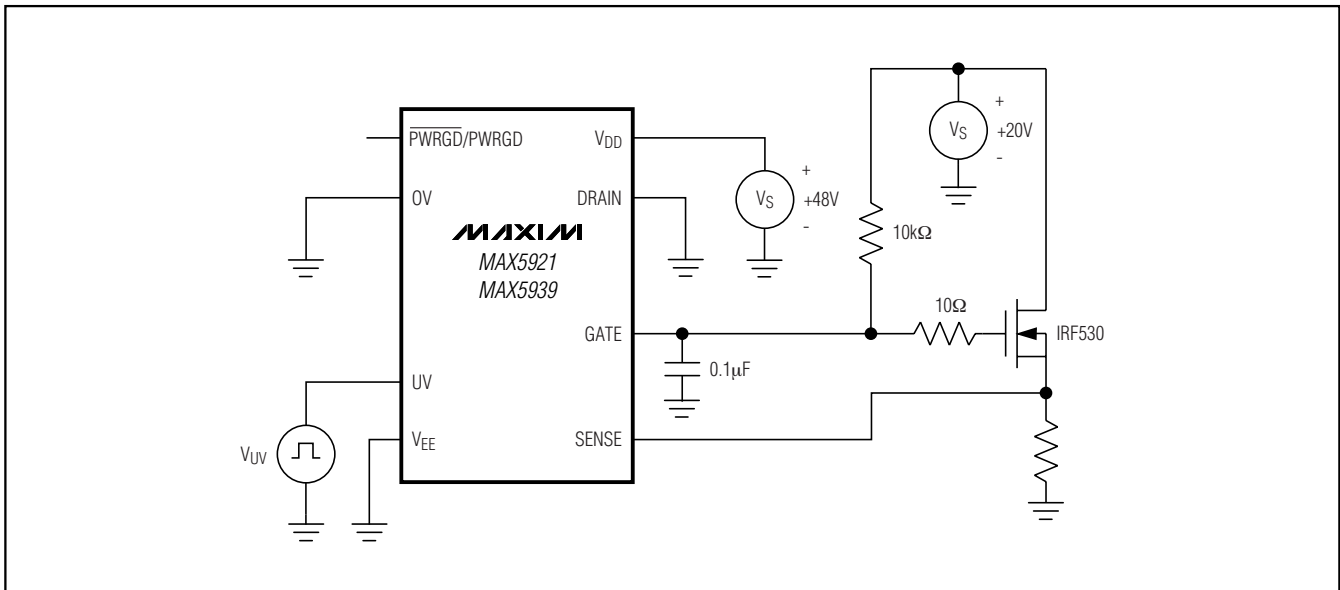 P̅W̅R̅G̅D̅/PWRGD
VDD
OV
DRAIN
MAXIM
MAX5921
MAX5939
GATE
UV
VEE
SENSE
VUV
VS
+
+48V
-
VS
+
+20V
-
10kΩ
10Ω
IRF530
0.1μF